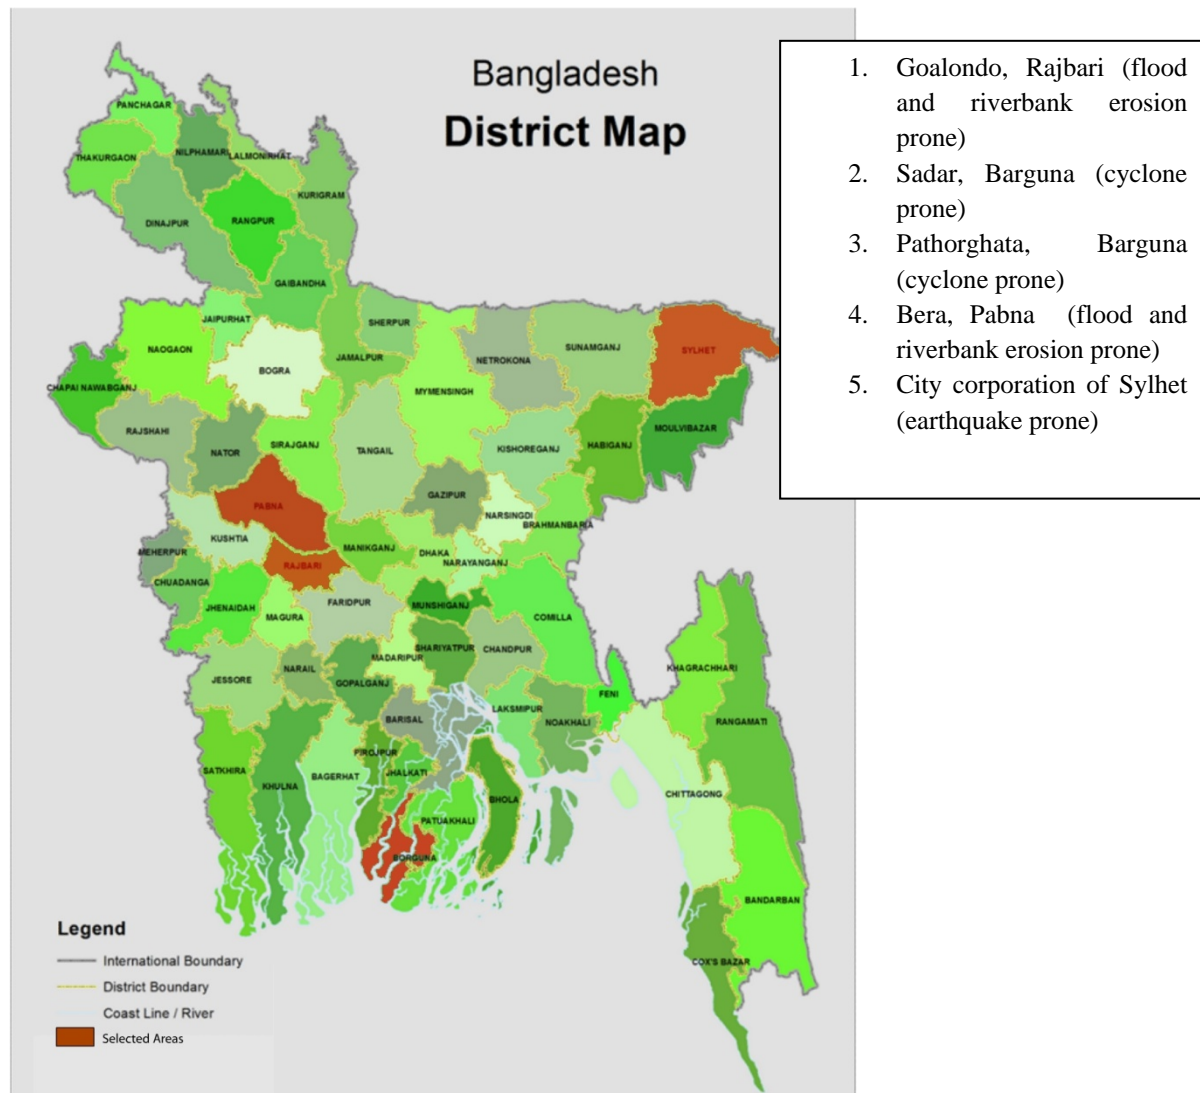 Bangladesh
District Map
1. Goalondo, Rajbari (flood
and riverbank erosion
prone)
2. Sadar, Barguna (cyclone
prone)
3. Pathorghata, Barguna
(cyclone prone)
4. Bera, Pabna (flood and
riverbank erosion prone)
5. City corporation of Sylhet
(earthquake prone)
PANCHAGAR
THAKURGAON
NILPHAMARI
LALMONIRHAT
KURIGRAM
DINAJPUR
RANGPUR
GAIBANDHA
JAIPURHAT
SHERPUR
NAOGAON
BOGRA
JAMALPUR
NETROKONA
SUNAMGANJ
SYLHET
CHAPAI NAWABGANJ
MYMENSINGH
RAJSHAHI
NATOR
SIRAJGANJ
TANGAIL
KISHOREGANJ
HABIGANJ
MOULVIBAZAR
PABNA
GAZIPUR
NARSINGDI
BRAHMANBARIA
KUSHTIA
MEHERPUR
MANIKGANJ
DHAKA
NARAYANGANJ
RAJBARI
CHUADANGA
JHENAIDAH
MAGURA
FARIDPUR
MUNSHIGANJ
COMILLA
JESSORE
NARAIL
GOPALGANJ
MADARIPUR
SHARIYATPUR
CHANDPUR
KHAGRACHHARI
FENI
LAKSMIPUR
NOAKHALI
RANGAMATI
BARISAL
SATKHIRA
KHULNA
BAGERHAT
FIROJPUR
JHALKATI
BHOLA
CHITTAGONG
PATUAKHALI
BORGUNA
BANDARBAN
COX'S BAZAR
Legend
International Boundary
District Boundary
Coast Line / River
Selected Areas